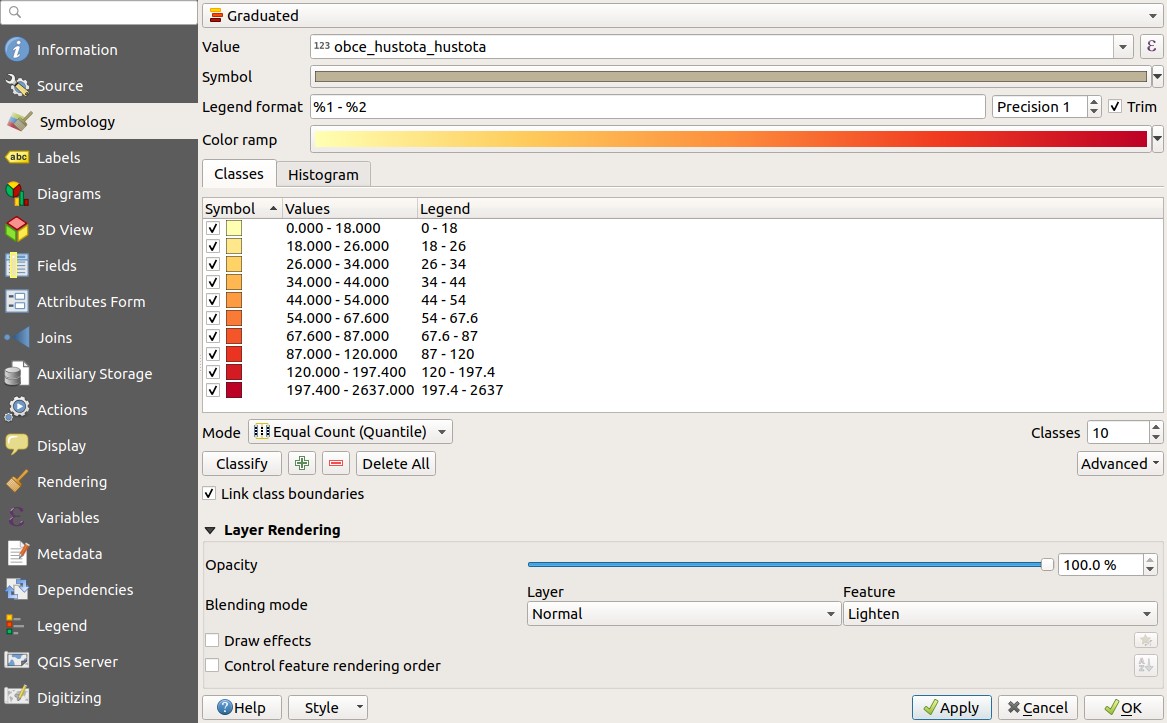 Graduated
Information
Source
Symbology
Labels
Diagrams
3D View
Fields
Attributes Form
Joins
Auxiliary Storage
Actions
Display
Rendering
Variables
Metadata
Dependencies
Legend
QGIS Server
Digitizing
abc
Value 123 obce_hustota_hustota ε
Symbol
Legend format %1 - %2 Precision 1 Trim
Color ramp
Classes Histogram
Symbol Values Legend
0.000 - 18.000 0 - 18
18.000 - 26.000 18 - 26
26.000 - 34.000 26 - 34
34.000 - 44.000 34 - 44
44.000 - 54.000 44 - 54
54.000 - 67.600 54 - 67.6
67.600 - 87.000 67.6 - 87
87.000 - 120.000 87 - 120
120.000 - 197.400 120 - 197.4
197.400 - 2637.000 197.4 - 2637
Mode Equal Count (Quantile) Classes 10
Classify Delete All Advanced
Link class boundaries
Layer Rendering
Opacity 100.0 %
Layer Feature
Blending mode Normal Lighten
Draw effects
Control feature rendering order
Help Style Apply Cancel OK